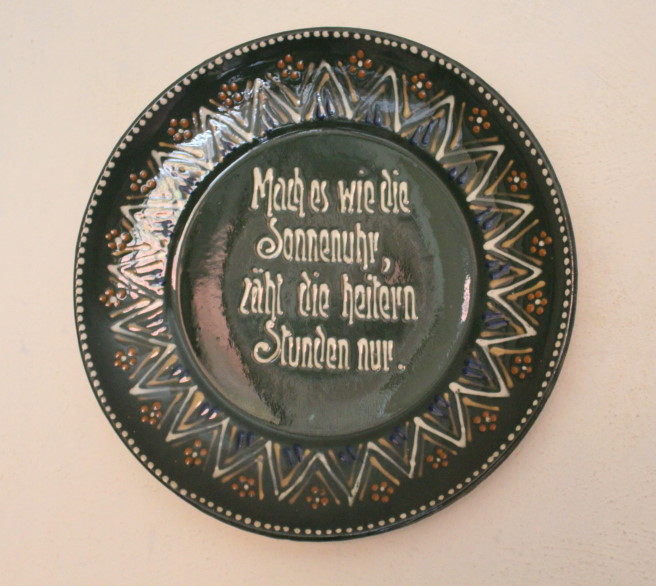 Mach es wie die
Sonnenuhr,
zähl die heitern
Stunden nur.